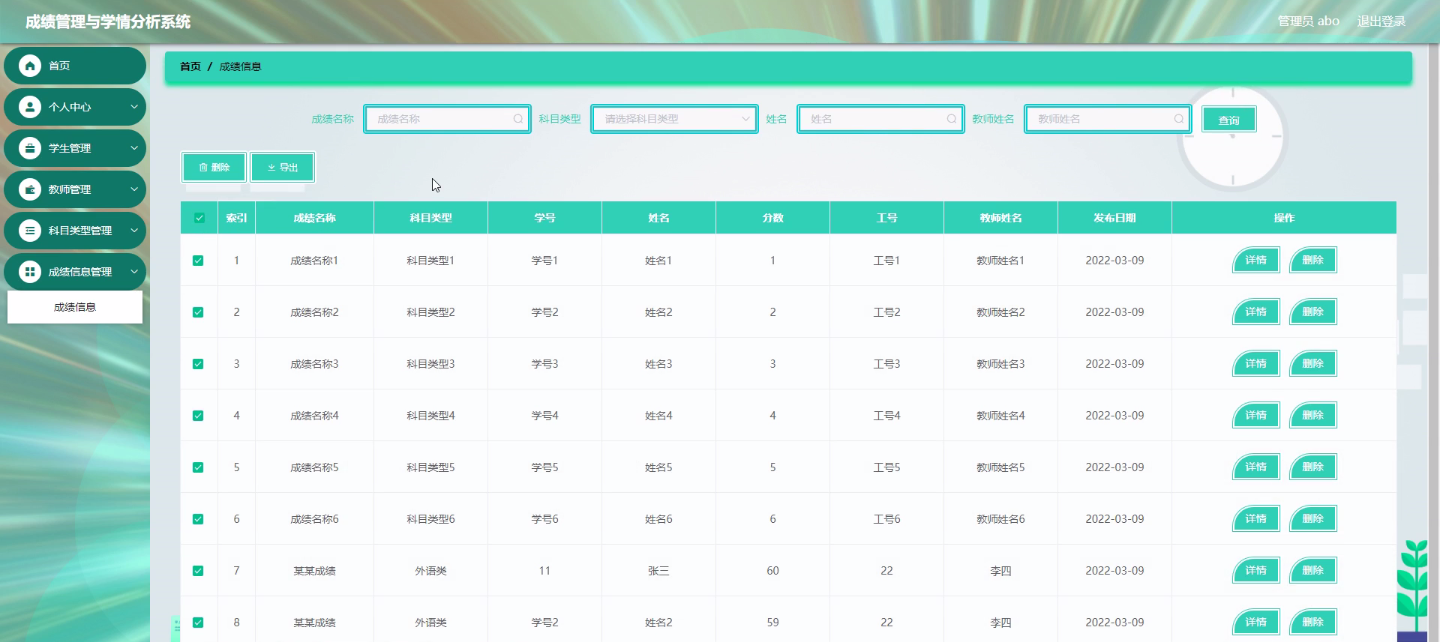 成绩管理与学情分析系统 管理员 abo 退出登录
首页
个人中心
学生管理
教师管理
科目类型管理
成绩信息管理
成绩信息
首页 / 成绩信息
成绩名称 成绩名称 科目类型 请选择科目类型 姓名 姓名 教师姓名 教师姓名 查询
删除 导出
索引 成绩名称 科目类型 学号 姓名 分数 工号 教师姓名 发布日期 操作
1 成绩名称1 科目类型1 学号1 姓名1 1 工号1 教师姓名1 2022-03-09 详情 删除
2 成绩名称2 科目类型2 学号2 姓名2 2 工号2 教师姓名2 2022-03-09 详情 删除
3 成绩名称3 科目类型3 学号3 姓名3 3 工号3 教师姓名3 2022-03-09 详情 删除
4 成绩名称4 科目类型4 学号4 姓名4 4 工号4 教师姓名4 2022-03-09 详情 删除
5 成绩名称5 科目类型5 学号5 姓名5 5 工号5 教师姓名5 2022-03-09 详情 删除
6 成绩名称6 科目类型6 学号6 姓名6 6 工号6 教师姓名6 2022-03-09 详情 删除
7 某某成绩 外语类 11 张三 60 22 李四 2022-03-09 详情 删除
8 某某成绩 外语类 学号2 姓名2 59 22 李四 2022-03-09 详情 删除